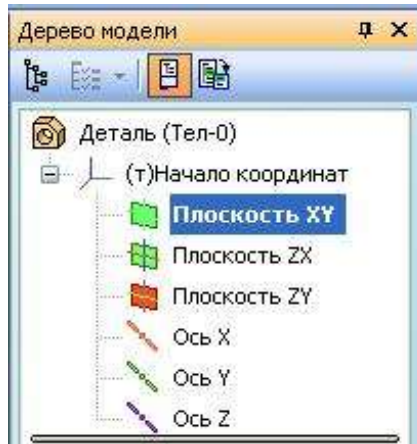 Дерево модели
Деталь (Тел-0)
(т)Начало координат
Плоскость XY
Плоскость ZX
Плоскость ZY
Ось X
Ось Y
Ось Z